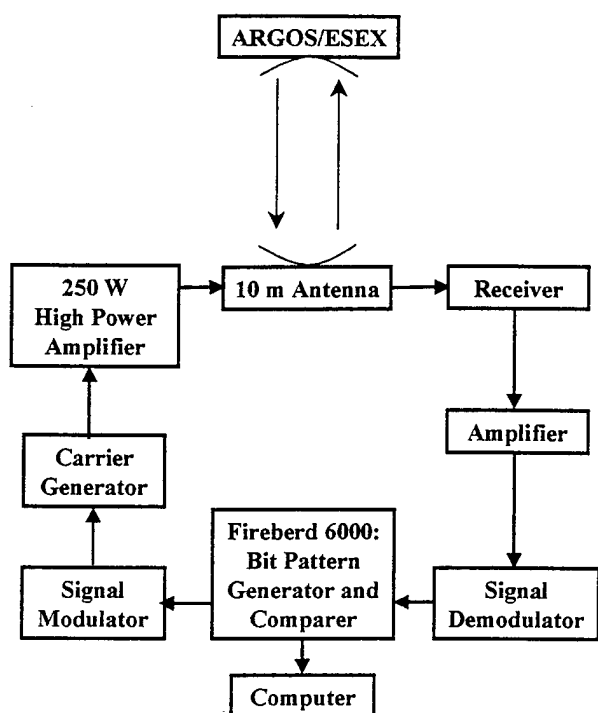 ARGOS/ESEX
250 W
High Power
Amplifier
10 m Antenna
Receiver
Amplifier
Carrier
Generator
Fireberd 6000:
Bit Pattern
Generator and
Comparer
Signal
Modulator
Signal
Demodulator
Computer